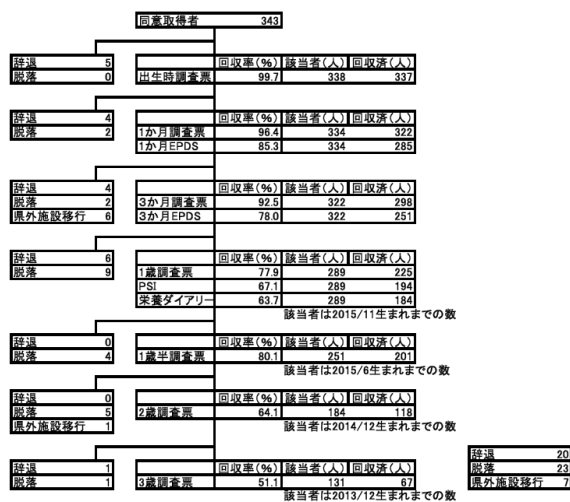 同意取得者 343
辞退 5
回収率(%) 該当者(人) 回収済(人)
脱落 0 出生時調査票 99.7 338 337
辞退 4
回収率(%) 該当者(人) 回収済(人)
脱落 2 1か月調査票 96.4 334 322
1か月EPDS 85.3 334 285
辞退 4
回収率(%) 該当者(人) 回収済(人)
脱落 2 3か月調査票 92.5 322 298
県外施設移行 6 3か月EPDS 78.0 322 251
辞退 6
回収率(%) 該当者(人) 回収済(人)
脱落 9 1歳調査票 77.9 289 225
PSI 67.1 289 194
栄養ダイアリー 63.7 289 184
該当者は2015/11生まれまでの数
辞退 0 回収率(%) 該当者(人) 回収済(人)
脱落 4 1歳半調査票 80.1 251 201
該当者は2015/6生まれまでの数
辞退 0 回収率(%) 該当者(人) 回収済(人)
脱落 5 2歳調査票 64.1 184 118
県外施設移行 1 該当者は2014/12生まれまでの数
辞退 1 回収率(%) 該当者(人) 回収済(人)
脱落 1 3歳調査票 51.1 131 67
該当者は2013/12生まれまでの数
辞退 20
脱落 23
県外施設移行 7